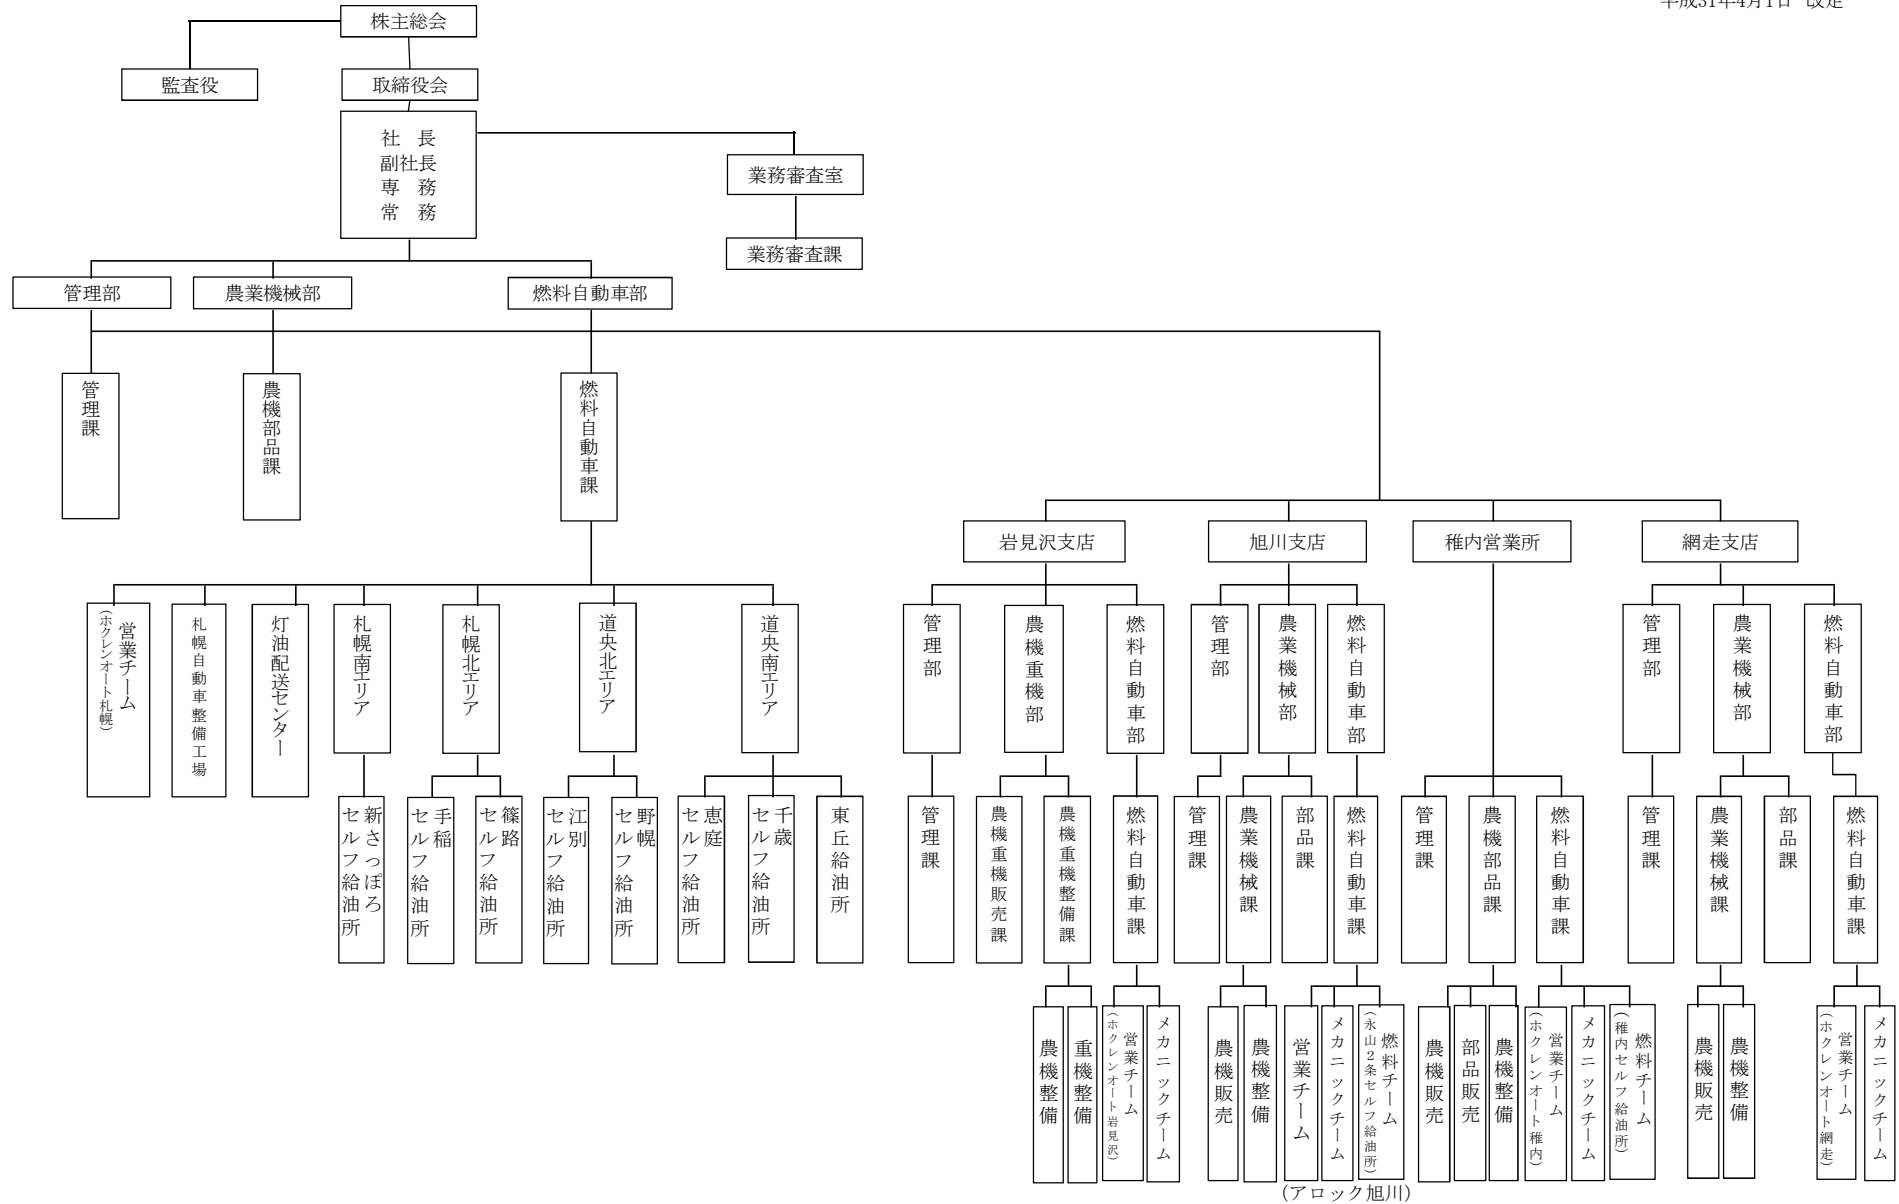 平成31年4月1日 改定
株主総会
監査役
取締役会
社 長
副社長
専 務
常 務
業務審査室
業務審査課
管理部
農業機械部
燃料自動車部
管理課
農機部品課
燃料自動車課
岩見沢支店
旭川支店
稚内営業所
網走支店
営業チーム
(ホクレンオート札幌)
札幌自動車整備工場
灯油配送センター
札幌南エリア
札幌北エリア
道央北エリア
道央南エリア
管理部
農機重機部
燃料自動車部
管理部
農業機械部
燃料自動車部
管理部
農業機械部
燃料自動車部
新さっぽろ
セルフ給油所
手稲
セルフ給油所
篠路
セルフ給油所
江別
セルフ給油所
野幌
セルフ給油所
恵庭
セルフ給油所
千歳
セルフ給油所
東丘給油所
管理課
農機重機販売課
農機重機整備課
燃料自動車課
管理課
農業機械課
部品課
燃料自動車課
管理課
農機部品課
燃料自動車課
管理課
農業機械課
部品課
燃料自動車課
農機整備
重機整備
営業チーム
(ホクレンオート岩見沢)
メカニックチーム
農機販売
農機整備
営業チーム
メカニックチーム
燃料チーム
(永山2条セルフ給油所)
農機販売
部品販売
農機整備
営業チーム
(ホクレンオート稚内)
メカニックチーム
燃料チーム
(稚内セルフ給油所)
農機販売
農機整備
営業チーム
(ホクレンオート網走)
メカニックチーム
(アロック旭川)